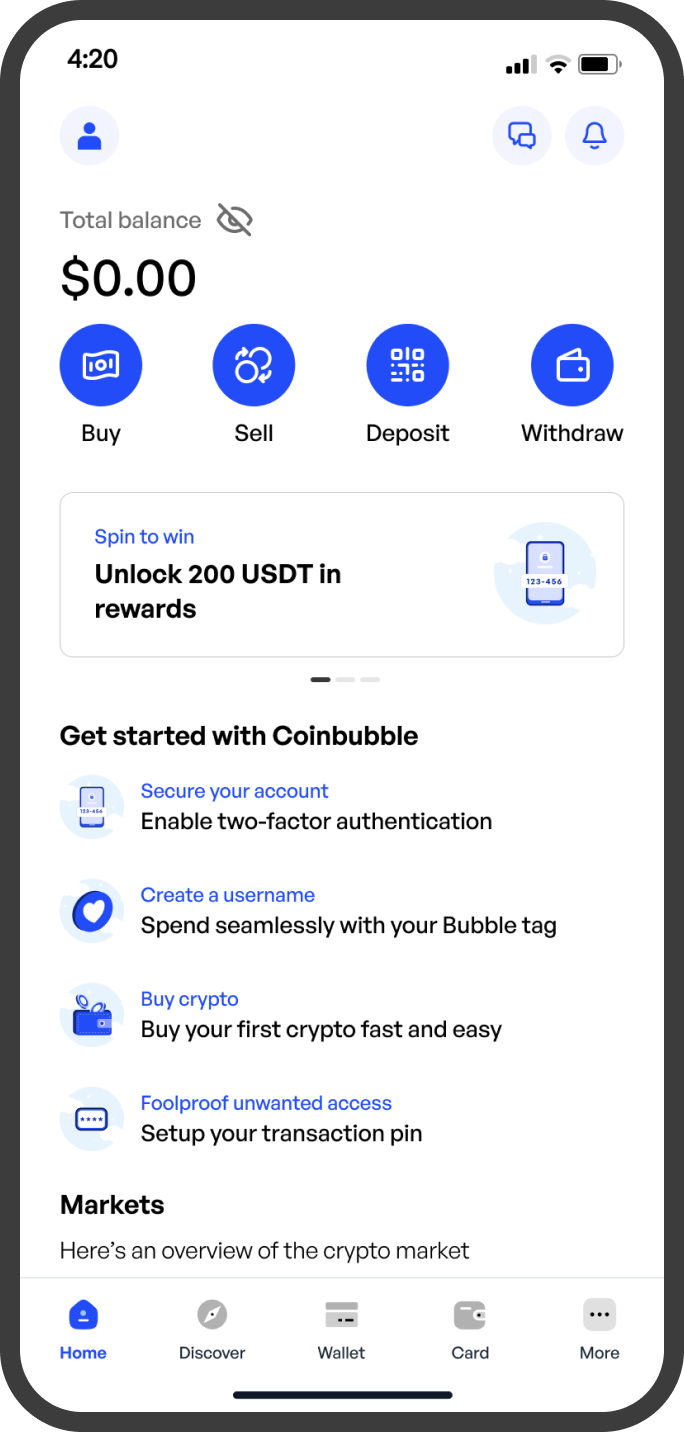 4:20
Total balance
$0.00
Buy
Sell
Deposit
Withdraw
Spin to win
Unlock 200 USDT in
rewards
123-456
Get started with Coinbubble
123-456
Secure your account
Enable two-factor authentication
Create a username
Spend seamlessly with your Bubble tag
Buy crypto
Buy your first crypto fast and easy
****
Foolproof unwanted access
Setup your transaction pin
Markets
Here’s an overview of the crypto market
Home
Discover
Wallet
Card
More